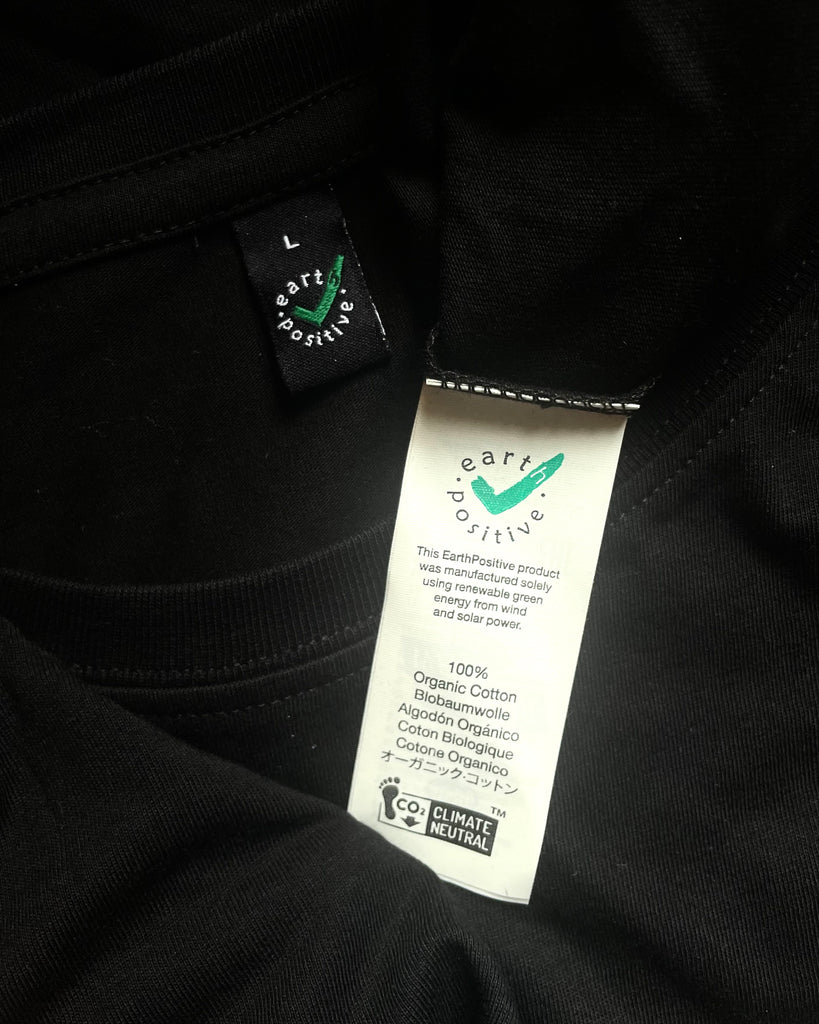 L
earth
positive
earth
positive
This EarthPositive product
was manufactured solely
using renewable green
energy from wind
and solar power.
100%
Organic Cotton
Biobaumwolle
Algodón Orgánico
Coton Biologique
Cotone Organico
オーガニック·コットン
CO₂
CLIMATE
NEUTRAL
TM